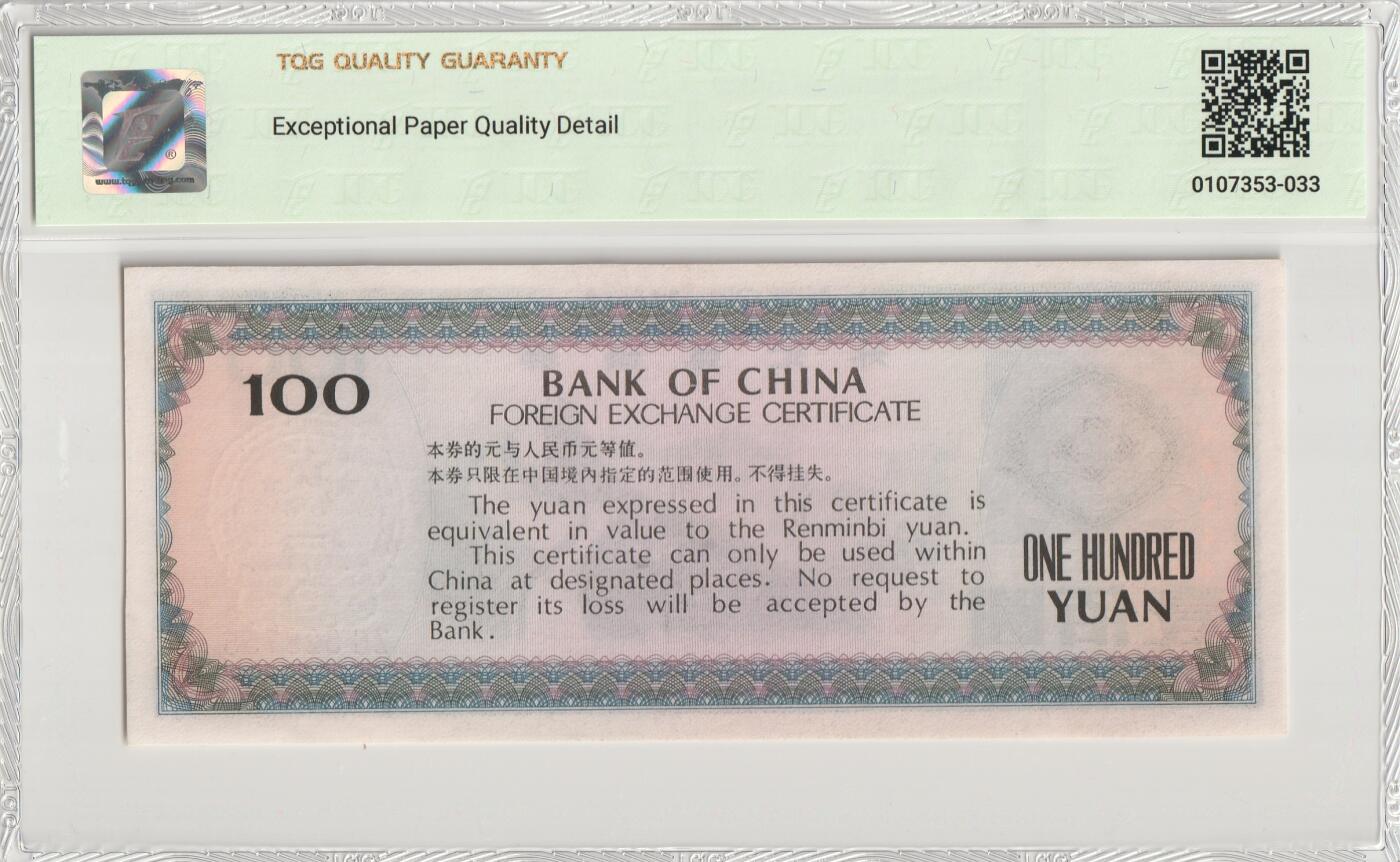 TQG QUALITY GUARANTY
Exceptional Paper Quality Detail
®
0107353-033
100
BANK OF CHINA
FOREIGN EXCHANGE CERTIFICATE
本券的元与人民币元等值。
本券只限在中国境内指定的范围使用。不得挂失。
The yuan expressed in this certificate is
equivalent in value to the Renminbi yuan.
This certificate can only be used within
China at designated places. No request to
register its loss will be accepted by the
Bank.
ONE HUNDRED
YUAN